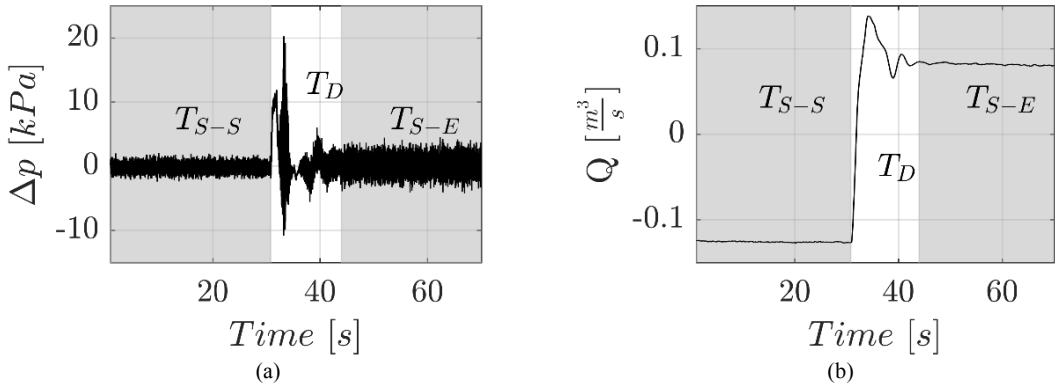 Δp [kPa]
20
10
0
-10
T_{S-S}
T_D
T_{S-E}
20 40 60
Time [s]
(a)
Q [m^3/s]
0.1
0
-0.1
T_{S-S}
T_{S-E}
T_D
20 40 60
Time [s]
(b)